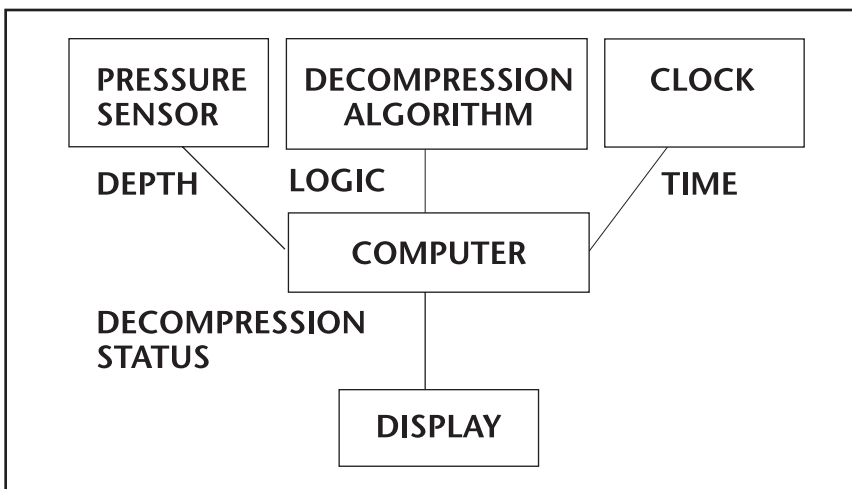 PRESSURE
SENSOR
DECOMPRESSION
ALGORITHM
CLOCK
DEPTH
LOGIC
TIME
COMPUTER
DECOMPRESSION
STATUS
DISPLAY